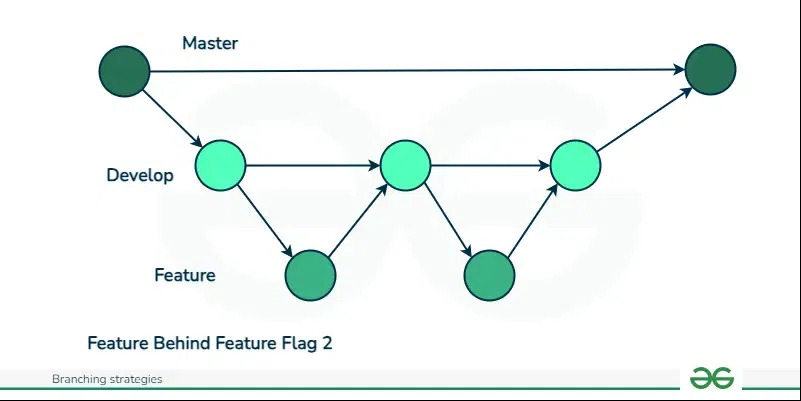 Master
Develop
Feature
Feature Behind Feature Flag 2
Branching strategies